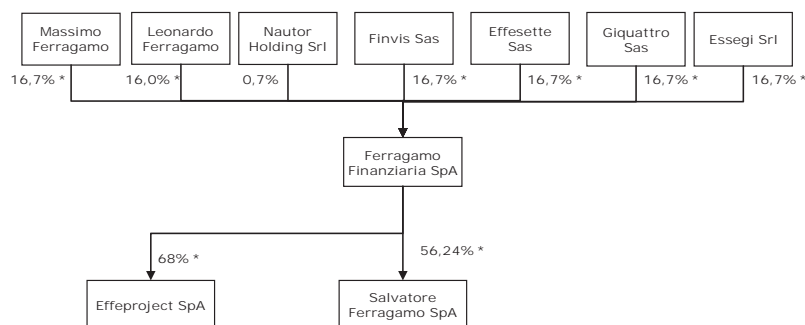 Massimo
Ferragamo
Leonardo
Ferragamo
Nautor
Holding Srl
Finvis Sas
Effesette
Sas
Giquattro
Sas
Essegi Srl
16,7% *
16,0% *
0,7%
16,7% *
16,7% *
16,7% *
16,7% *
Ferragamo
Finanziaria SpA
68% *
56,24% *
Effeproject SpA
Salvatore
Ferragamo SpA